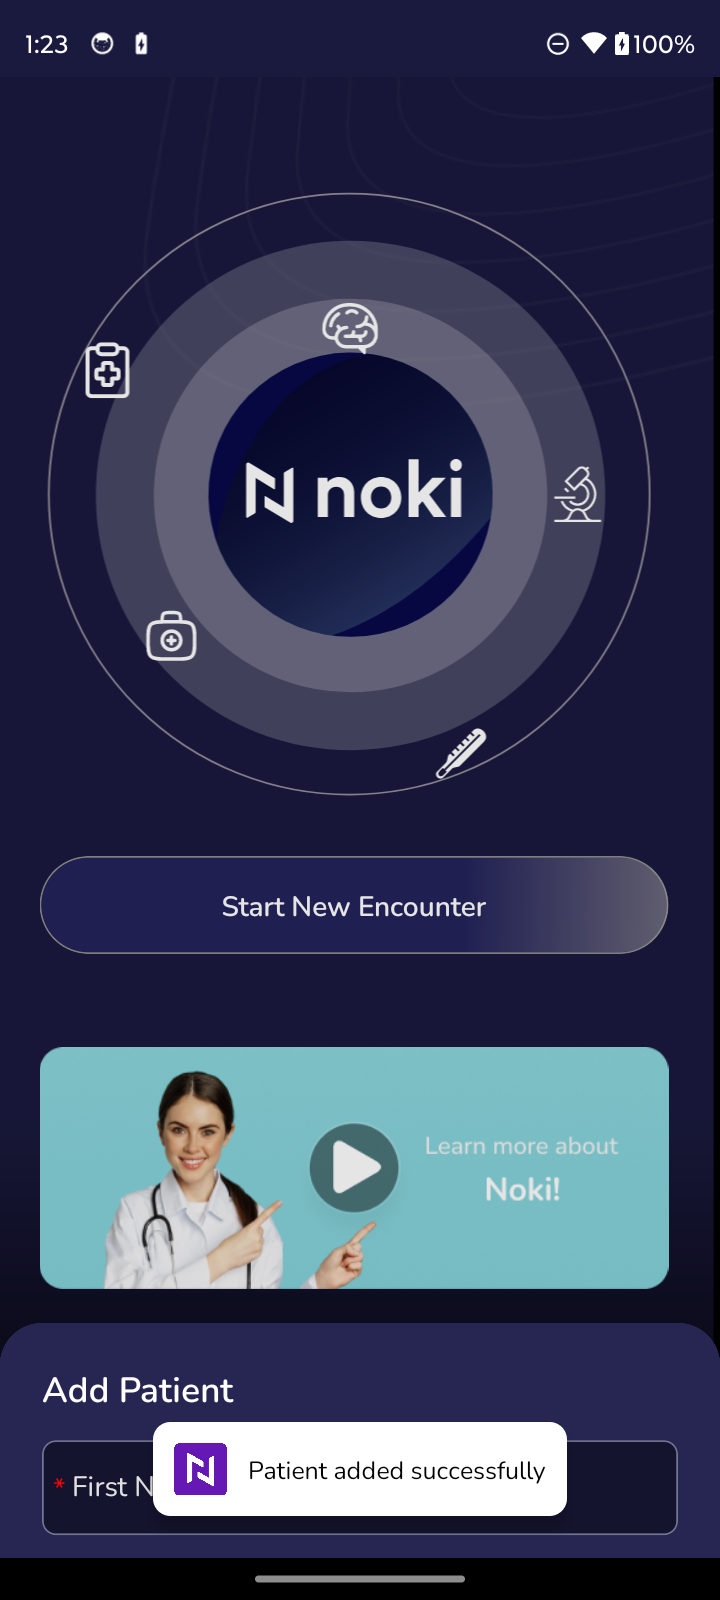 1:23
100%
noki
Start New Encounter
Learn more about
Noki!
Add Patient
* First N
Patient added successfully